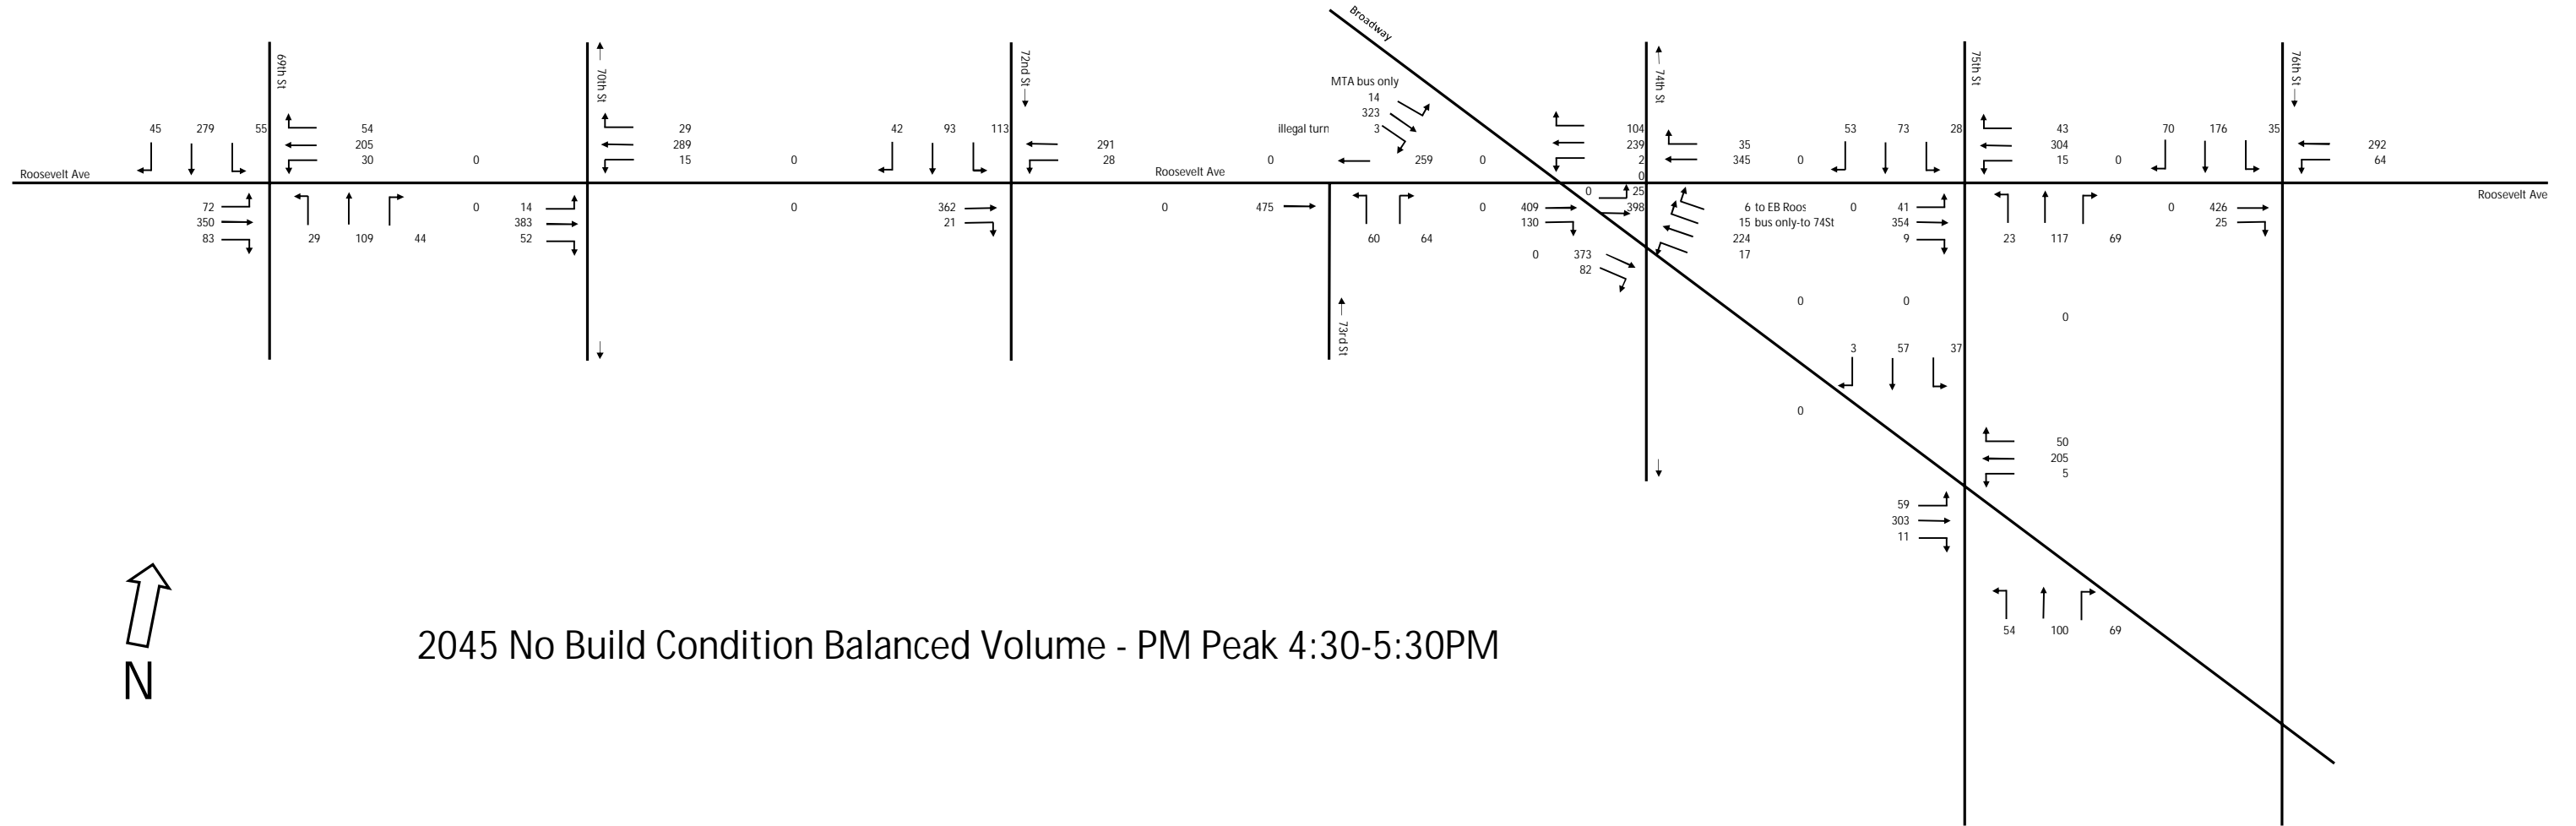 Broadway
69th St
70th St
72nd St
74th St
75th St
76th St
MTA bus only
14
323
illegal turn 3
45 279 55 54
205
30 0
29
289
15 0
42 93 113
291
28 0
259 0
104
239
2
0
35
345 0
53 73 28 43
304
15 0
70 176 35
292
64
Roosevelt Ave
Roosevelt Ave
Roosevelt Ave
72
350
83
29 109 44
0
14
383
52
0
362
21
0
475
60 64
0
409
130
0 25
398
0 373
82
6 to EB Roos
15 bus only-to 74St
224
17
0
41
354
9
23 117 69
0
426
25
73rd St
0 0
0
3 57 37
0
50
205
5
59
303
11
54 100 69
N
2045 No Build Condition Balanced Volume - PM Peak 4:30-5:30PM